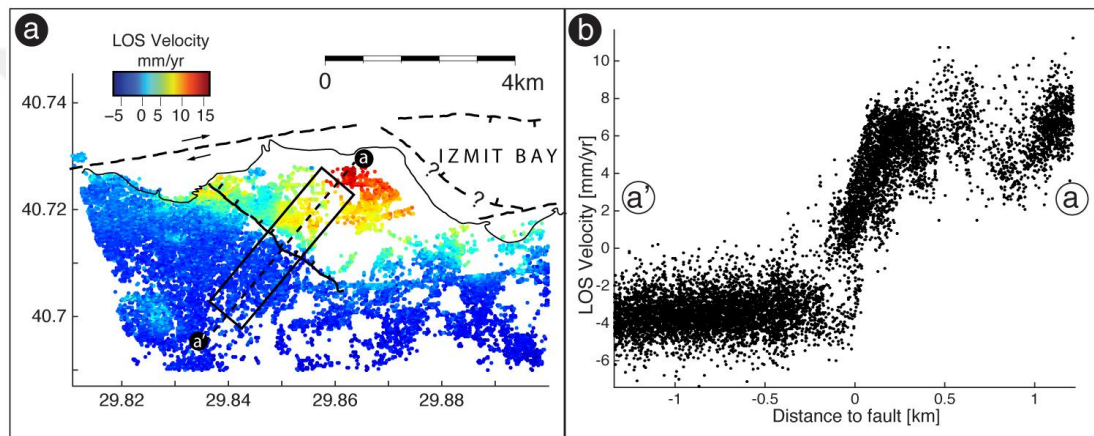 a
LOS Velocity
mm/yr
−5 0 5 10 15
0 4km
40.74
40.72
40.7
IZMIT BAY
?
?
a
a'
29.82 29.84 29.86 29.88
b
LOS Velocity [mm/yr]
10
8
6
4
2
0
-2
-4
-6
a'
a
-1 -0.5 0 0.5 1
Distance to fault [km]